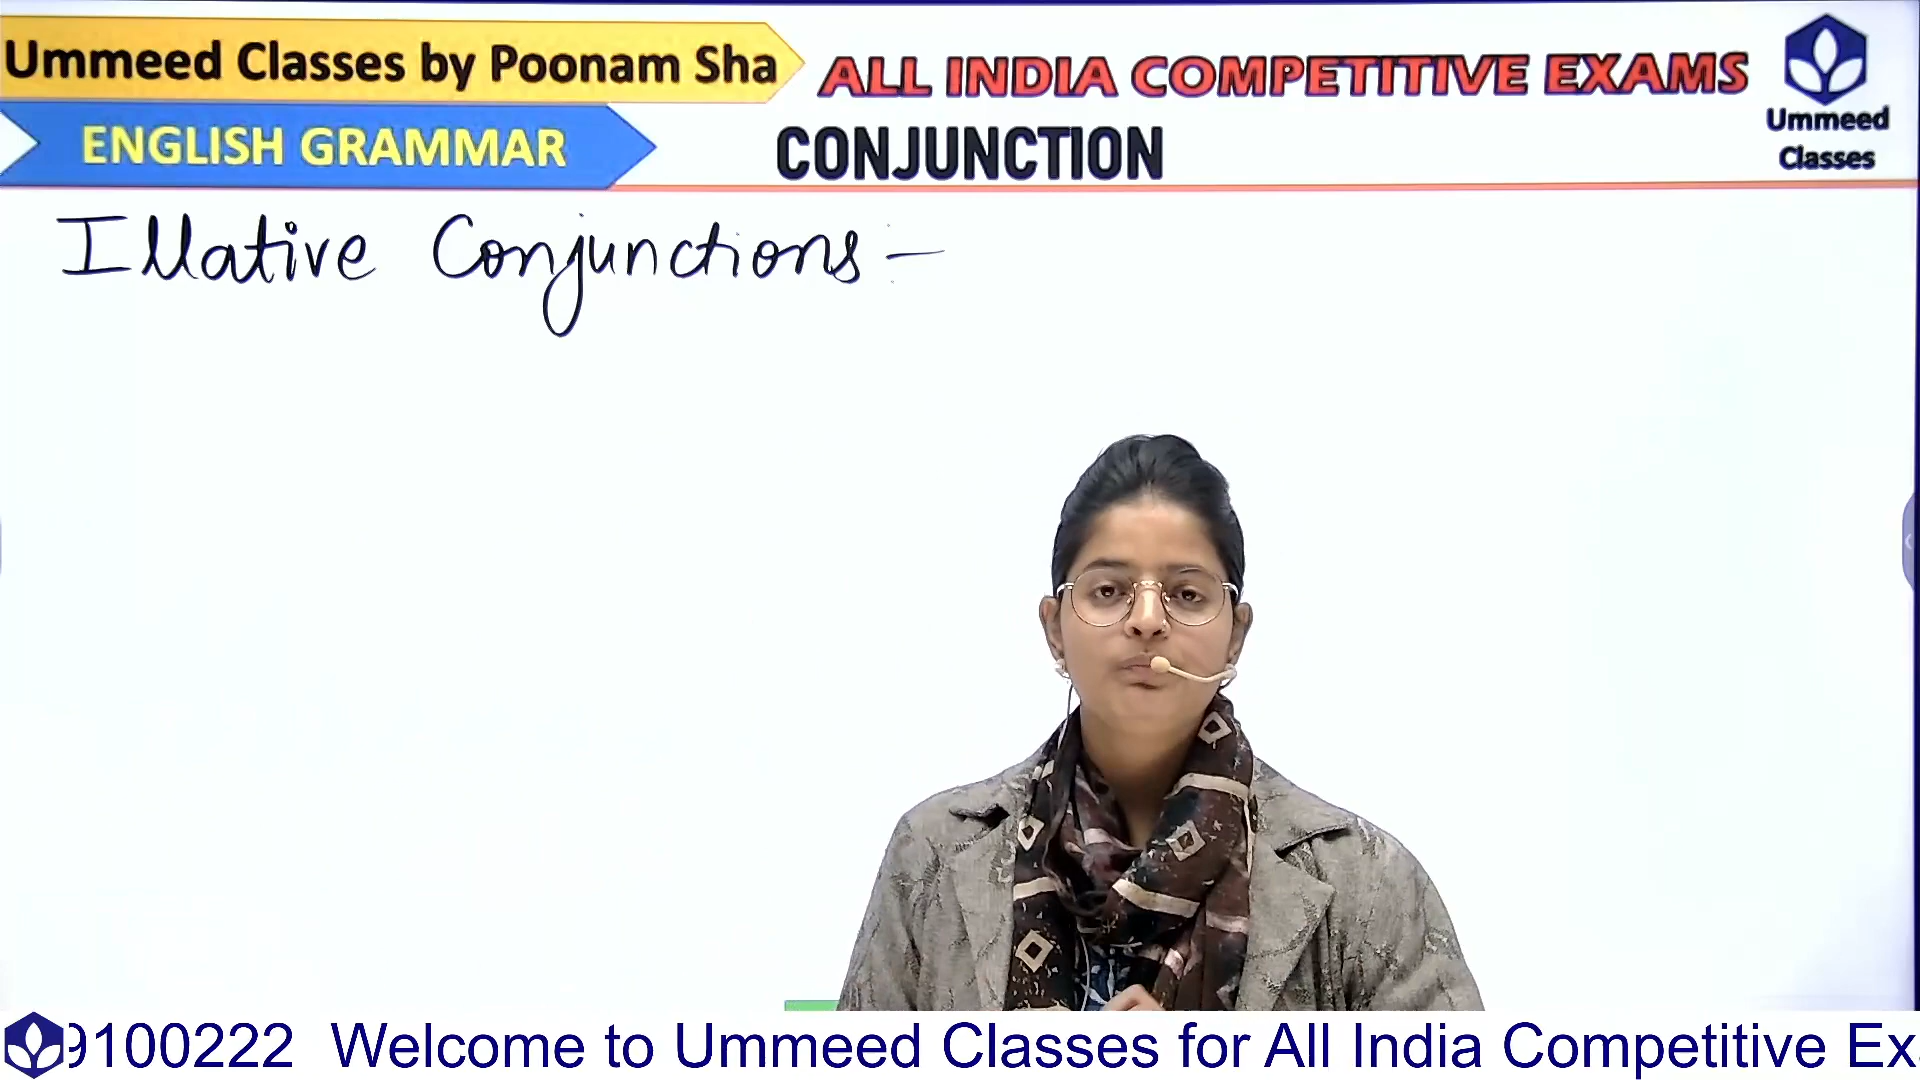 Ummeed Classes by Poonam Sha
ALL INDIA COMPETITIVE EXAMS
Ummeed
Classes
ENGLISH GRAMMAR
CONJUNCTION
Illative Conjunctions:-
9100222 Welcome to Ummeed Classes for All India Competitive Ex